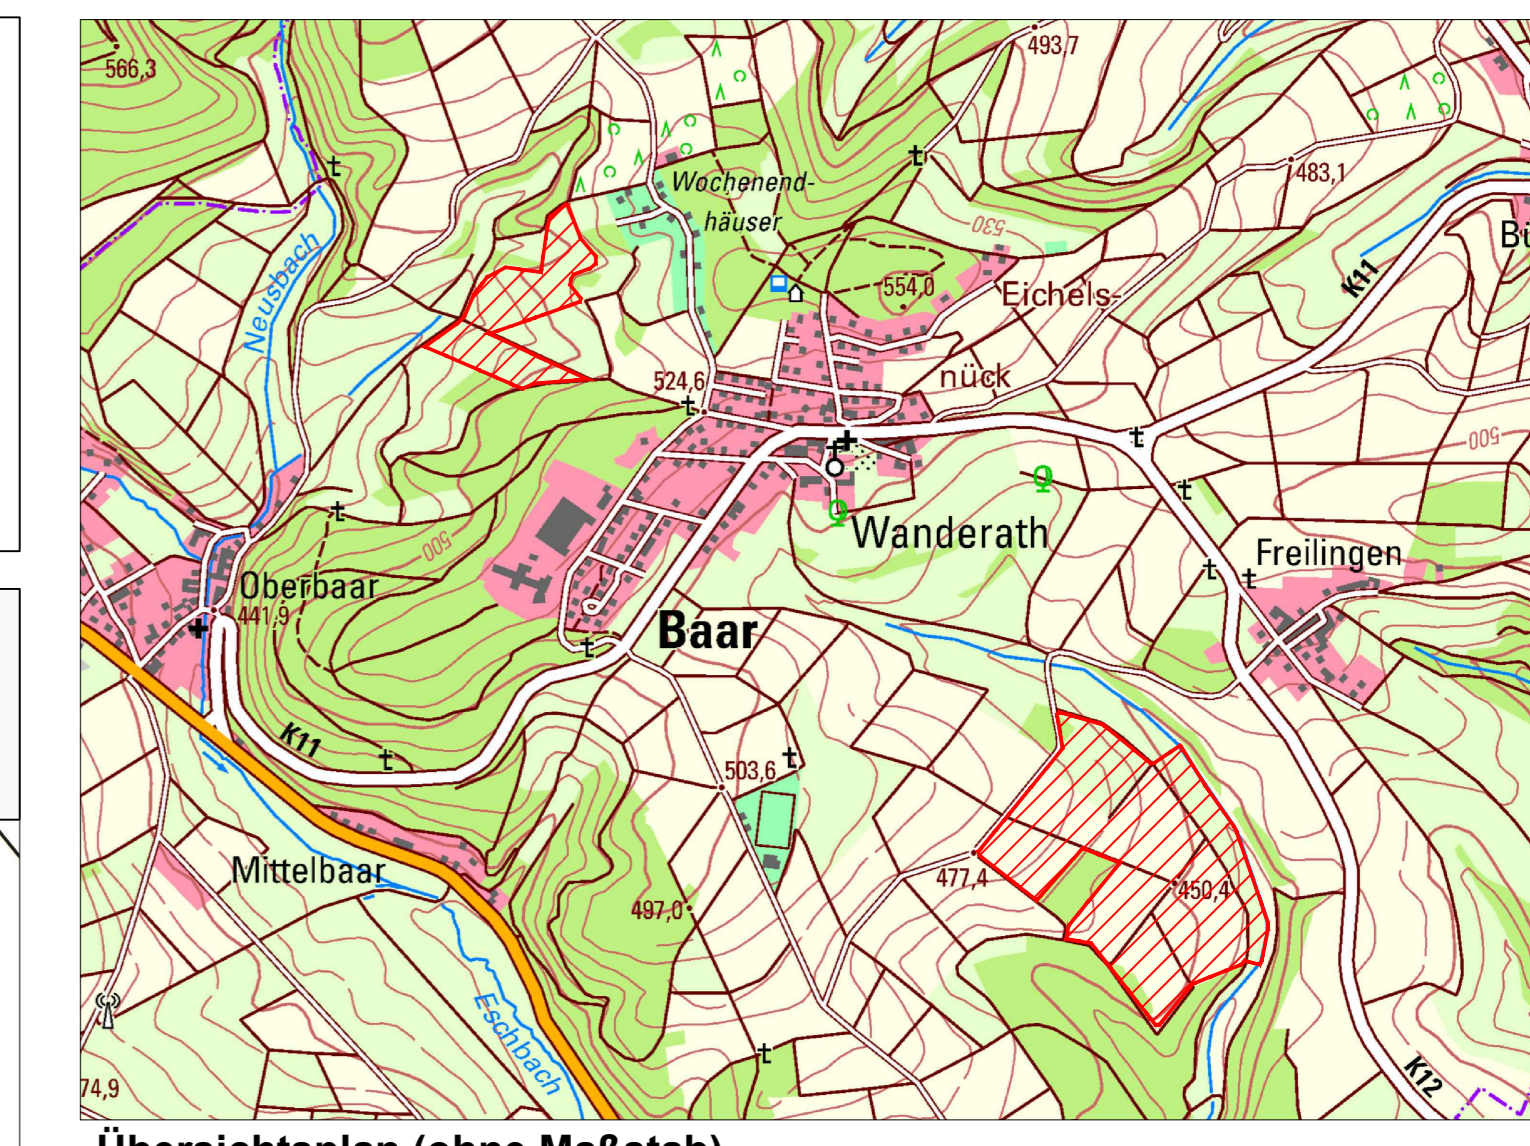 566,3
493,7
Wochenend-
häuser
483,1
530
K11
Neusbach
554,0
Eichels-
nück
524,6
500
500
Wanderath
Freilingen
Oberbaar
441,9
Baar
K11
503,6
Mittelbaar
477,4
450,4
497,0
Eschbach
K12
74,9
Übersichtsplan (ohne Maßstab)